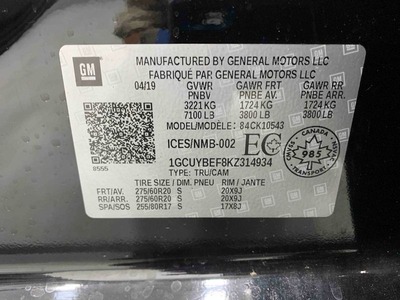 GM
MANUFACTURED BY GENERAL MOTORS LLC
FABRIQUÉ PAR GENERAL MOTORS LLC
04/19 GVWR GAWR FRT GAWR RR
PNBV PNBE AV. PNBE ARR.
3221 KG 1724 KG 1724 KG
7100 LB 3800 LB 3800 LB
MODEL/MODÈLE: 84CK10543
ICES/NMB-002 EC
CANADA 985
1GCUYBEF8KZ314934
TYPE: TRU/CAM
8555
TIRE SIZE / DIM. PNEU RIM / JANTE
FRT/AV. 275/60R20 S 20X9J
RR/ARR. 275/60R20 S 20X9J
SPA/SOS 255/80R17 S 17X8J